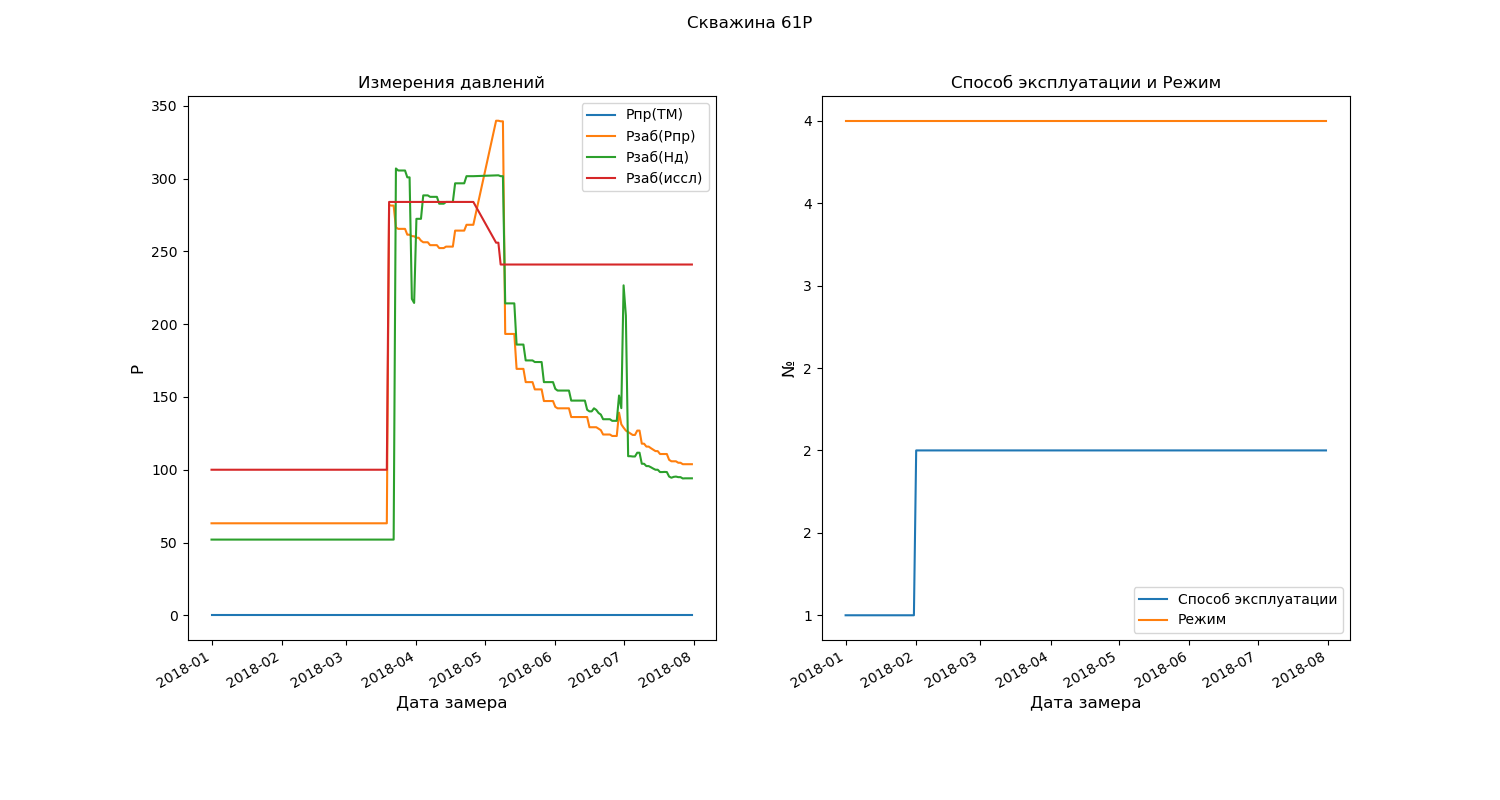 Скважина 61Р
Измерения давлений
350
300
250
200
150
100
50
0
P
Рпр(ТМ)
Рзаб(Рпр)
Рзаб(Нд)
Рзаб(иссл)
2018-01
2018-02
2018-03
2018-04
2018-05
2018-06
2018-07
2018-08
Дата замера
Способ эксплуатации и Режим
4
4
3
2
2
2
1
№
Способ эксплуатации
Режим
2018-01
2018-02
2018-03
2018-04
2018-05
2018-06
2018-07
2018-08
Дата замера